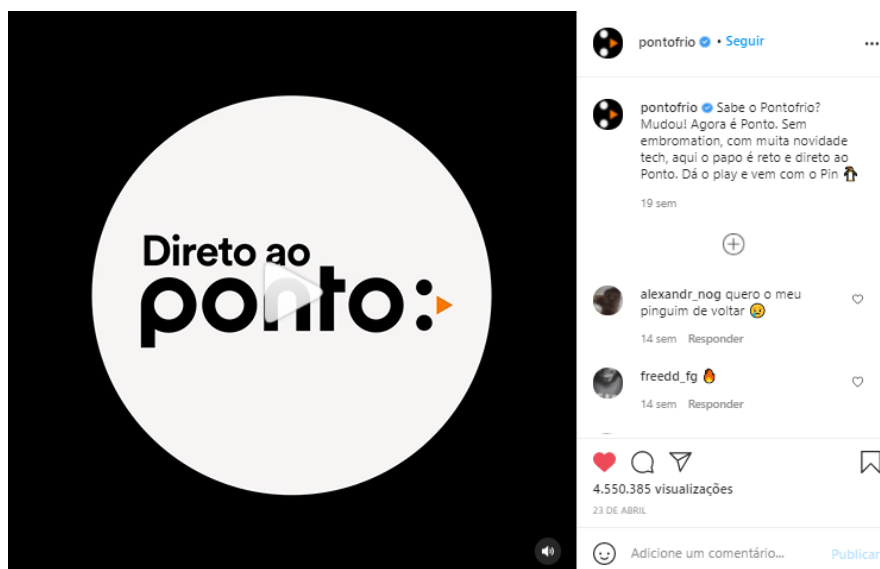 Direto ao
ponto:
pontofrio • Seguir
pontofrio Sabe o Pontofrio?
Mudou! Agora é Ponto. Sem
embromation, com muita novidade
tech, aqui o papo é reto e direto ao
Ponto. Dá o play e vem com o Pin 🐧
19 sem
alexandr_nog quero o meu
pinguim de voltar 😢
14 sem Responder
freedd_fg 🔥
14 sem Responder
4.550.385 visualizações
23 DE ABRIL
Adicione um comentário... Publicar